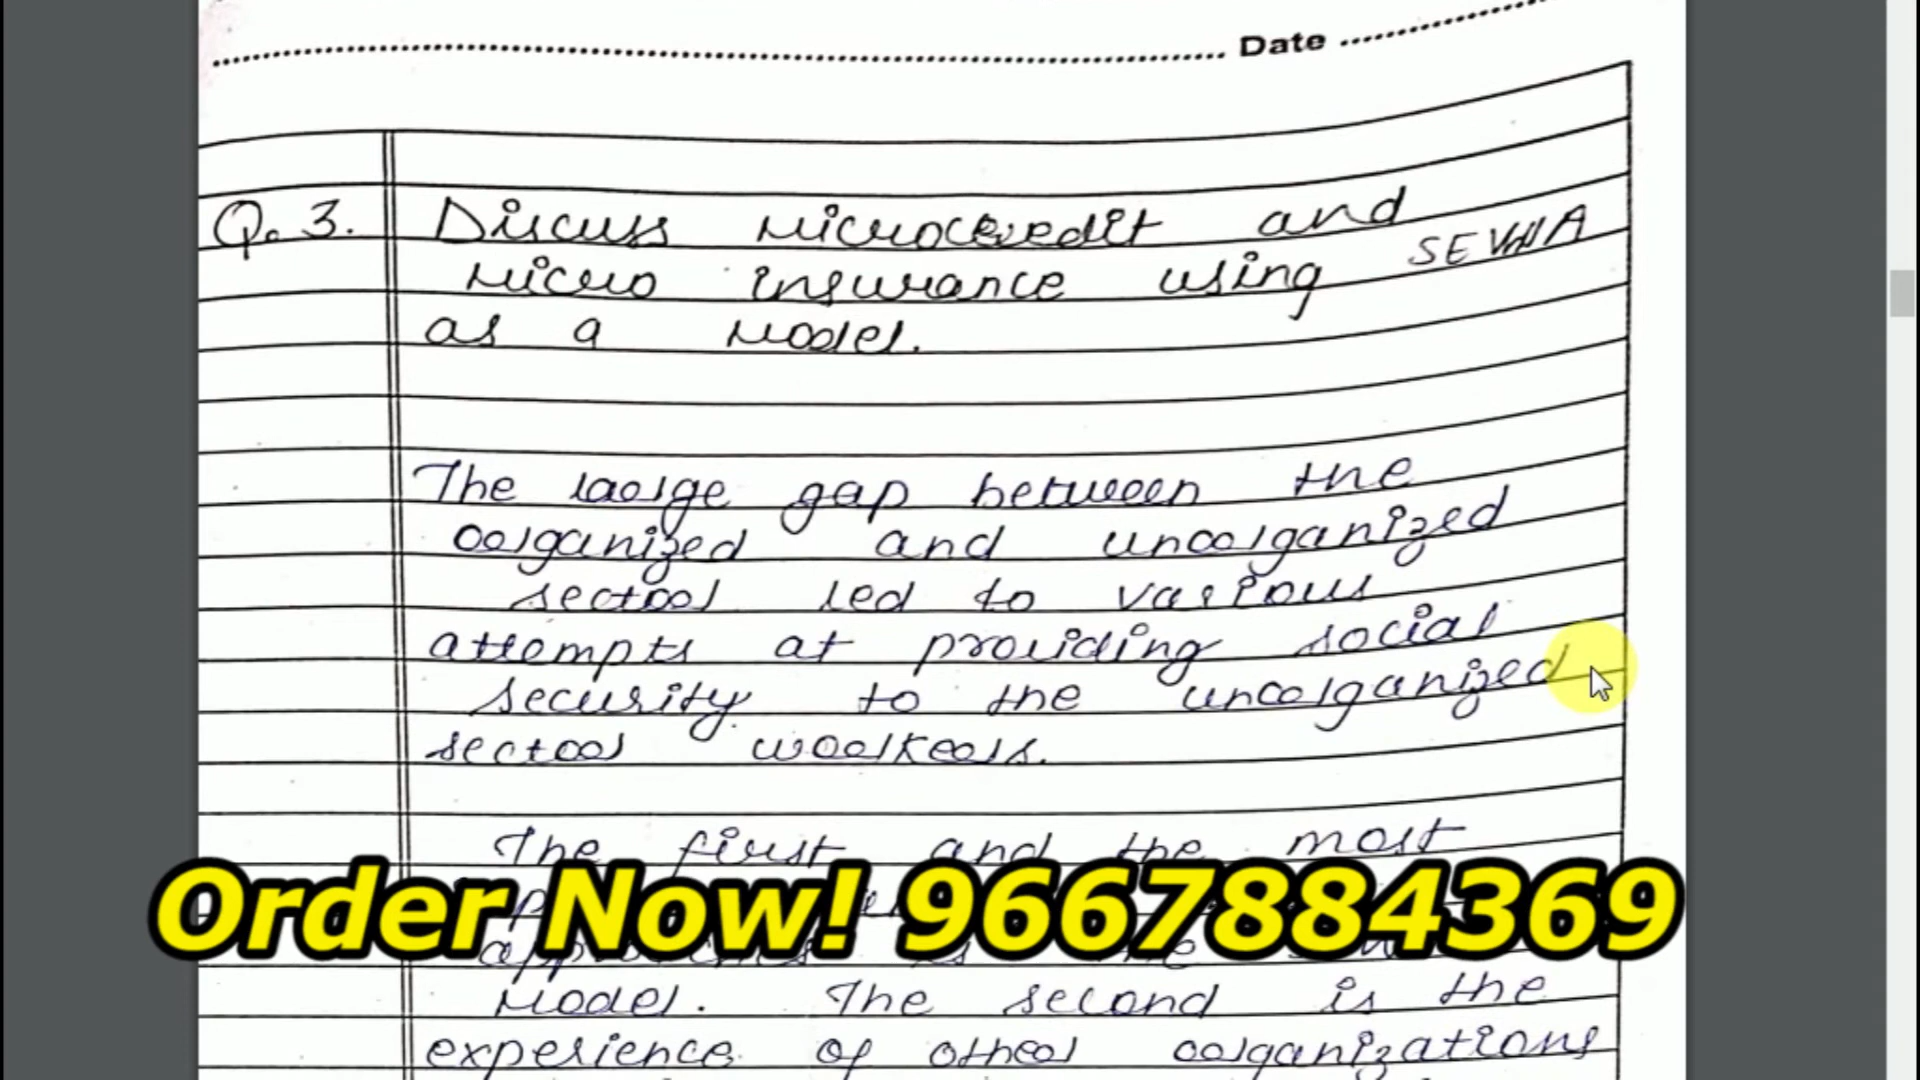 Date
Q. 3. Discuss Microcredit and
Micro insurance using SEWA
as a Model.
The large gap between the
organized and unorganized
sector led to various
attempts at providing social
security to the unorganized
sector workers.
The first and the most
Order Now! 9667884369
Model. The second is the
experience of other organizations